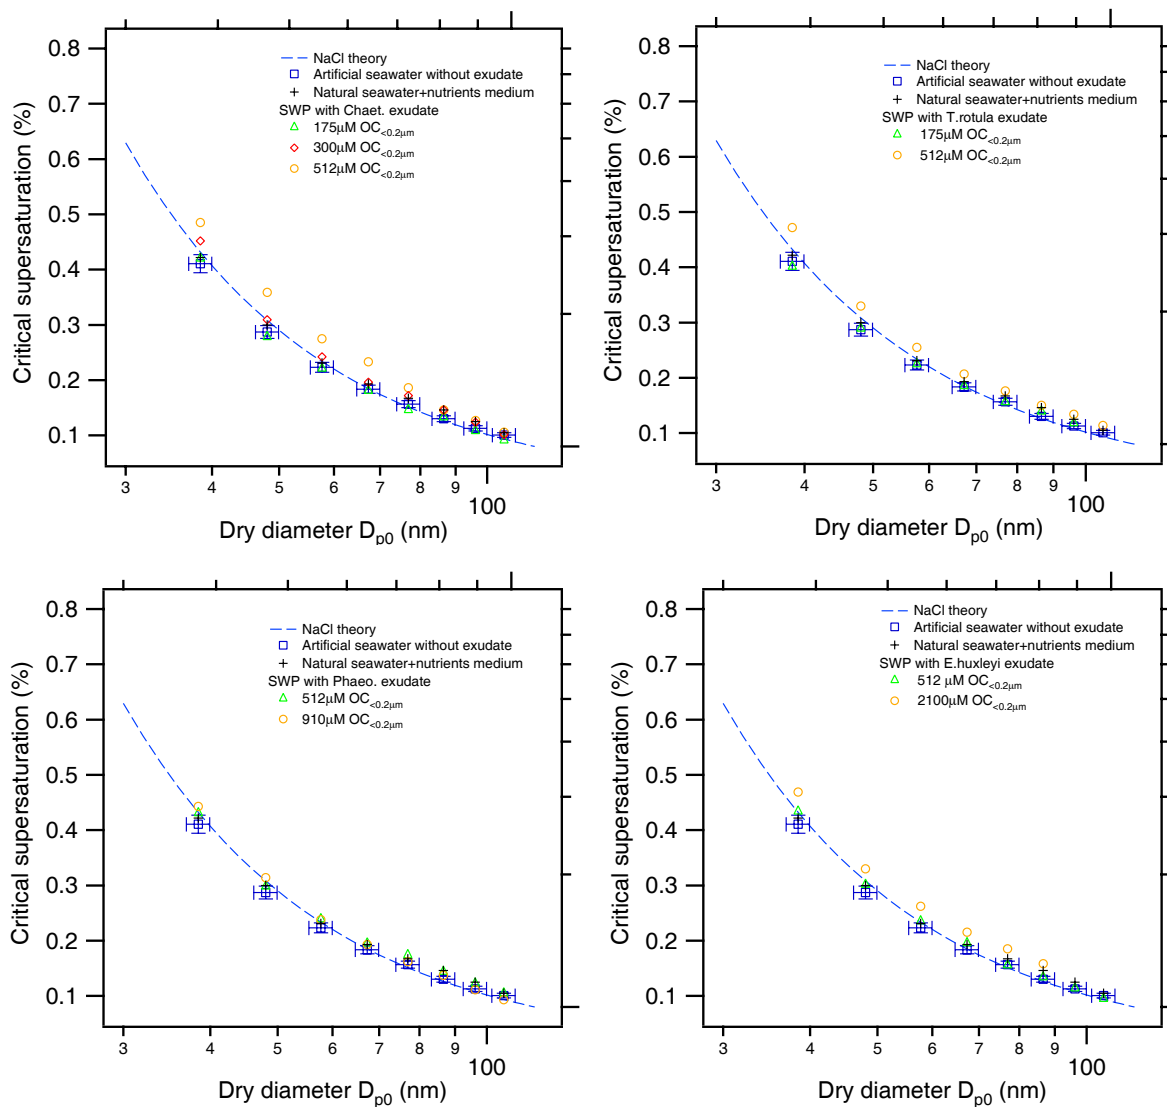 0.8
0.7
0.6
0.5
0.4
0.3
0.2
0.1
Critical supersaturation (%)
NaCl theory
Artificial seawater without exudate
Natural seawater+nutrients medium
SWP with Chaet. exudate
175µM OC<0.2µm
300µM OC<0.2µm
512µM OC<0.2µm
3 4 5 6 7 8 9
100
Dry diameter Dp0 (nm)
0.8
0.7
0.6
0.5
0.4
0.3
0.2
0.1
Critical supersaturation (%)
NaCl theory
Artificial seawater without exudate
Natural seawater+nutrients medium
SWP with T.rotula exudate
175µM OC<0.2µm
512µM OC<0.2µm
3 4 5 6 7 8 9
100
Dry diameter Dp0 (nm)
0.8
0.7
0.6
0.5
0.4
0.3
0.2
0.1
Critical supersaturation (%)
NaCl theory
Artificial seawater without exudate
Natural seawater+nutrients medium
SWP with Phaeo. exudate
512µM OC<0.2µm
910µM OC<0.2µm
3 4 5 6 7 8 9
100
Dry diameter Dp0 (nm)
0.8
0.7
0.6
0.5
0.4
0.3
0.2
0.1
Critical supersaturation (%)
NaCl theory
Artificial seawater without exudate
Natural seawater+nutrients medium
SWP with E.huxleyi exudate
512 µM OC<0.2µm
2100µM OC<0.2µm
3 4 5 6 7 8 9
100
Dry diameter Dp0 (nm)